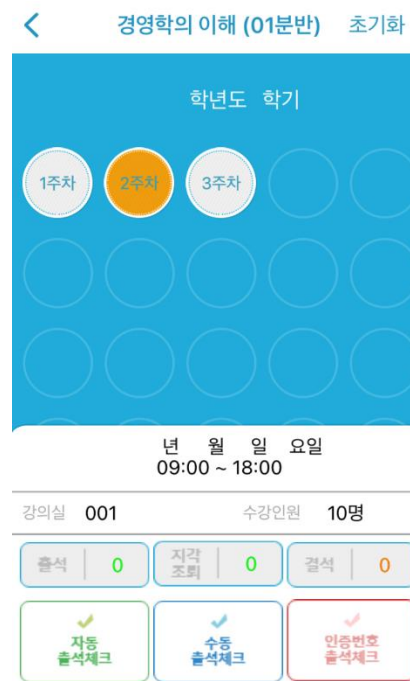 경영학의 이해 (01분반) 초기화
학년도 학기
1주차 2주차 3주차
년 월 일 요일
09:00 ~ 18:00
강의실 001 수강인원 10명
출석 0 지각 0 결석 0
조퇴
자동 수동 인증번호
출석체크 출석체크 출석체크